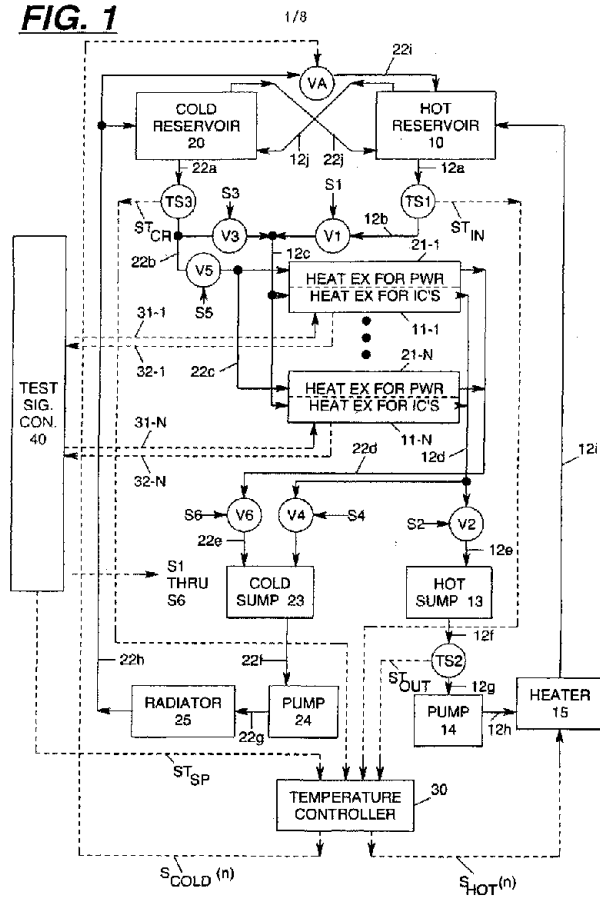 FIG. 1
1/8
VA
22i
COLD
RESERVOIR
20
HOT
RESERVOIR
10
12j
22j
22a
12a
TS3
S3
S1
TS1
ST CR
V3
V1
12b
ST IN
22b
12c
V5
S5
21-1
HEAT EX FOR PWR
HEAT EX FOR IC'S
11-1
31-1
32-1
22c
21-N
HEAT EX FOR PWR
HEAT EX FOR IC'S
11-N
TEST
SIG.
CON.
40
31-N
32-N
22d
12d
12i
S6
V6
V4
S4
S2
V2
22e
12e
S1
THRU
S6
COLD
SUMP 23
HOT
SUMP 13
22h
22f
12f
ST OUT
TS2
12g
RADIATOR
25
22g
PUMP
24
PUMP
14
12h
HEATER
15
ST SP
TEMPERATURE
CONTROLLER
30
S COLD (n)
S HOT (n)